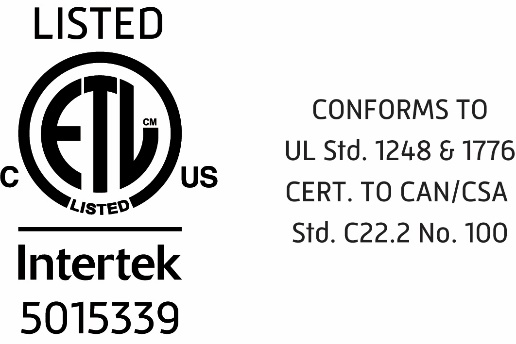 LISTED
ETL CM
C US
LISTED
Intertek
5015339
CONFORMS TO
UL Std. 1248 & 1776
CERT. TO CAN/CSA
Std. C22.2 No. 100